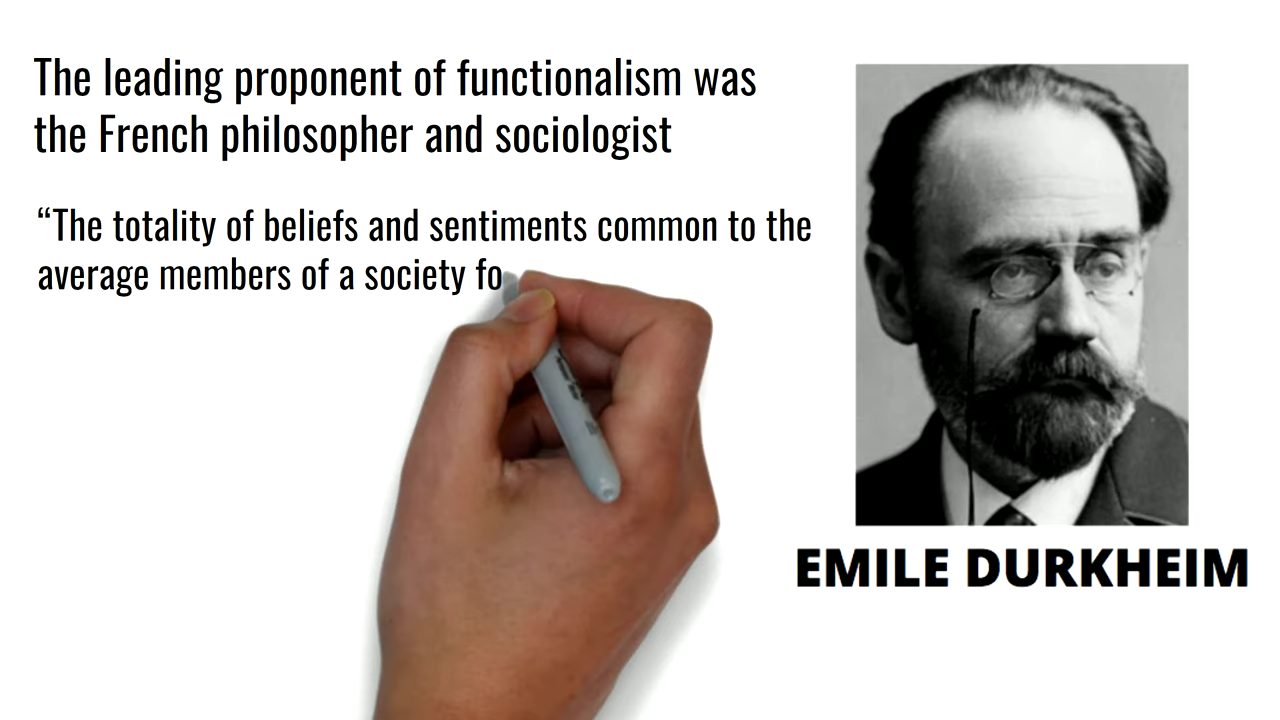 The leading proponent of functionalism was
the French philosopher and sociologist
“The totality of beliefs and sentiments common to the
average members of a society fo
EMILE DURKHEIM